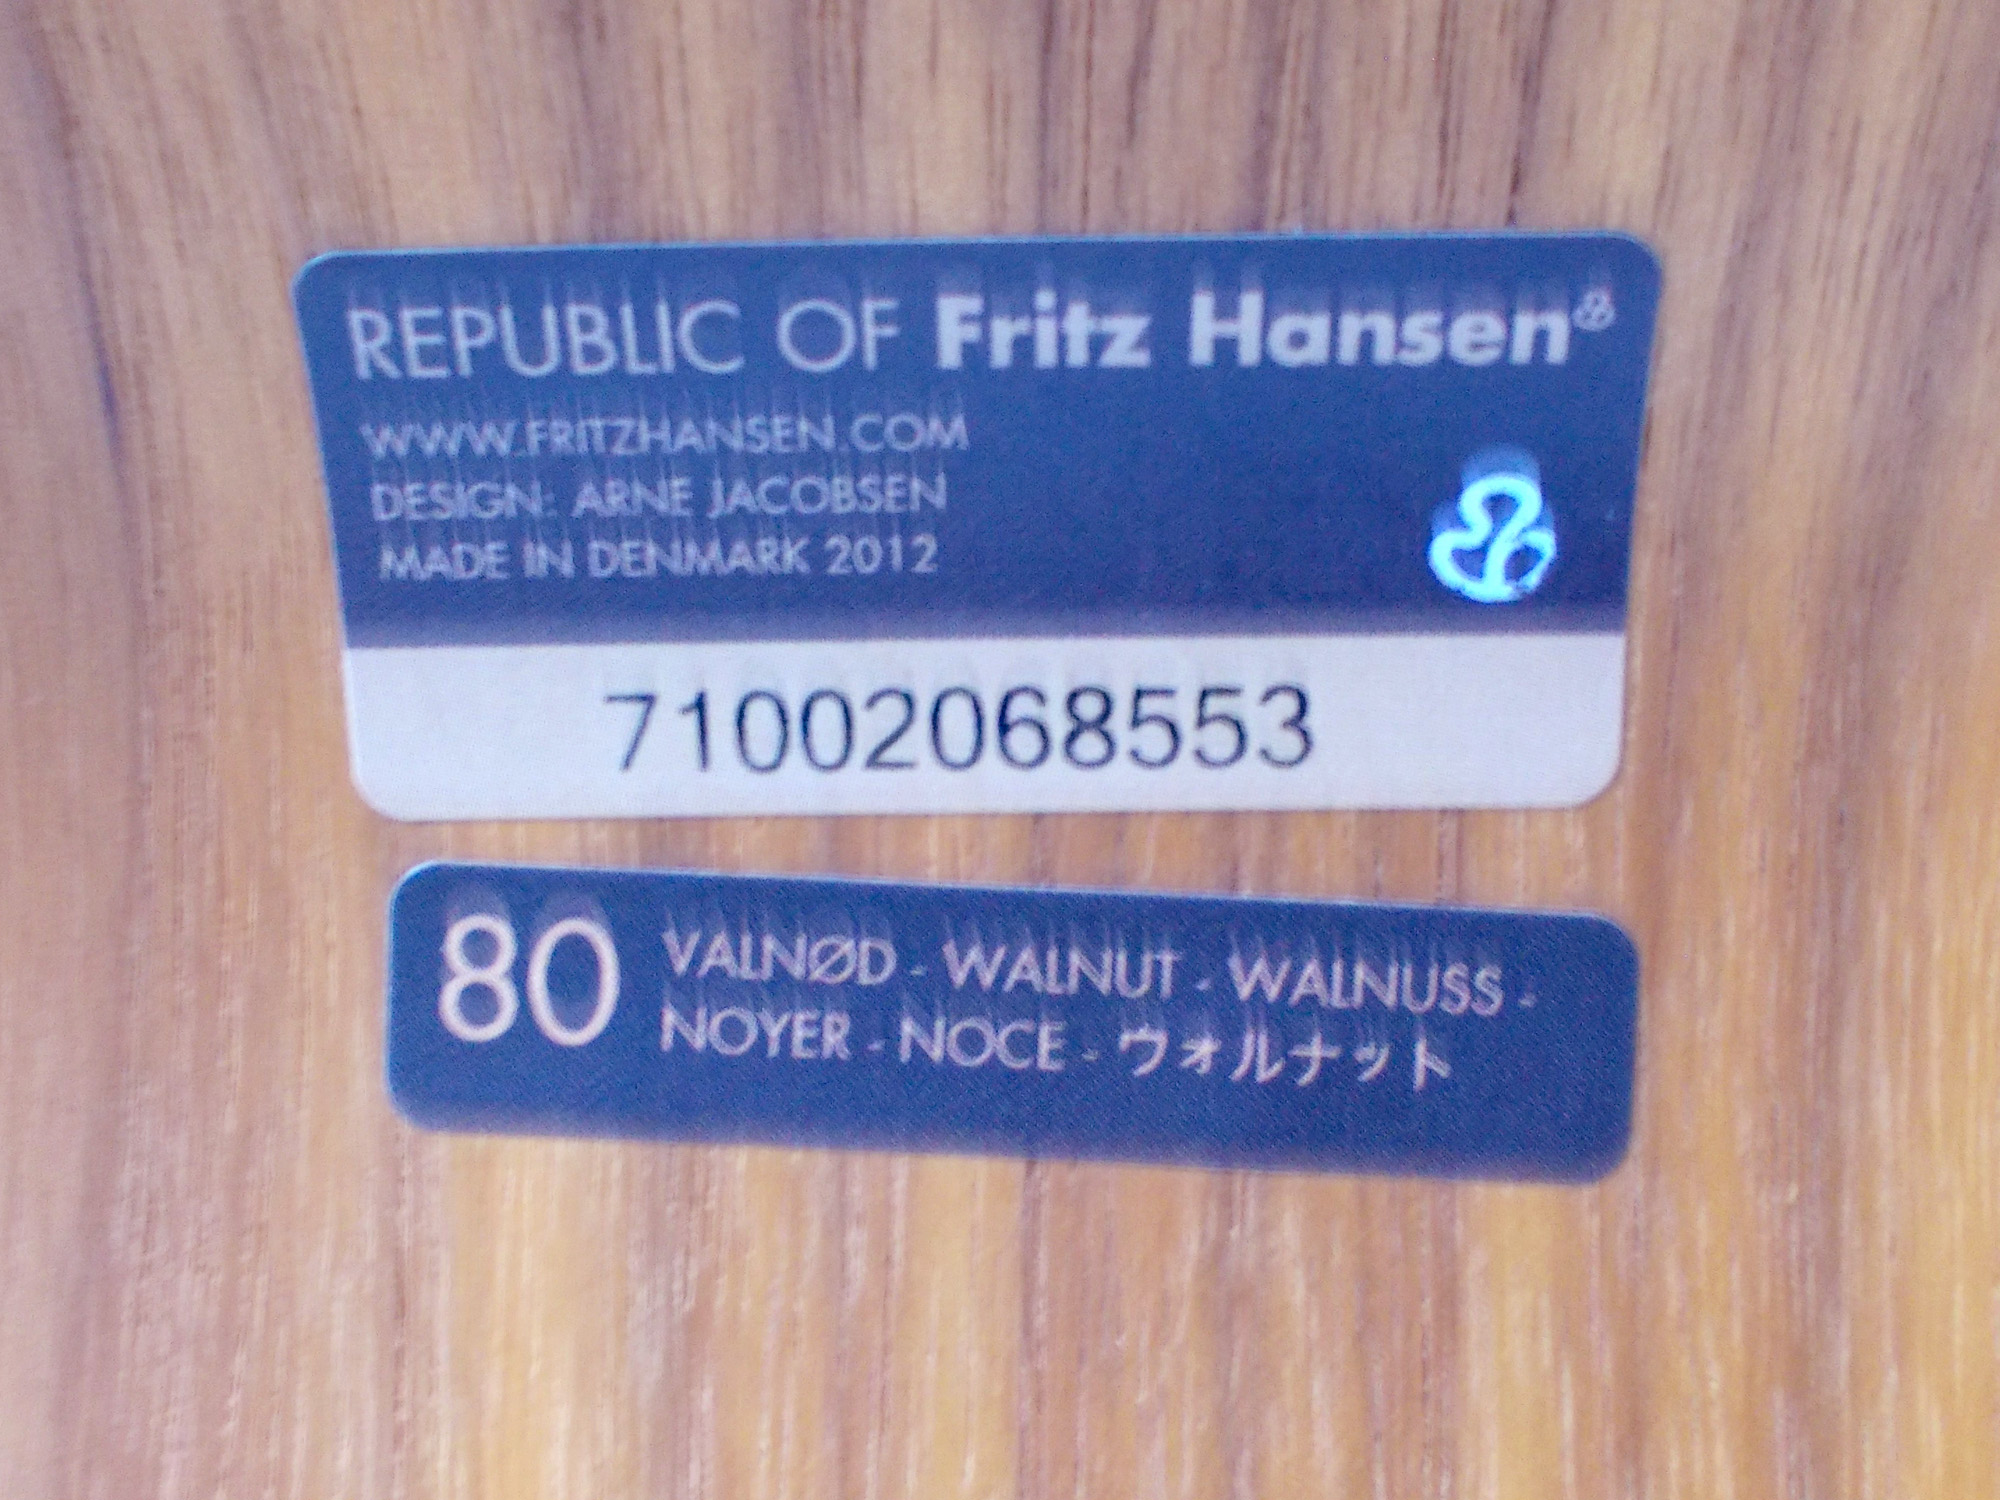 REPUBLIC OF Fritz Hansen
WWW.FRITZHANSEN.COM
DESIGN: ARNE JACOBSEN
MADE IN DENMARK 2012
71002068553
80
VALNØD - WALNUT - WALNUSS -
NOYER - NOCE - ウォルナット